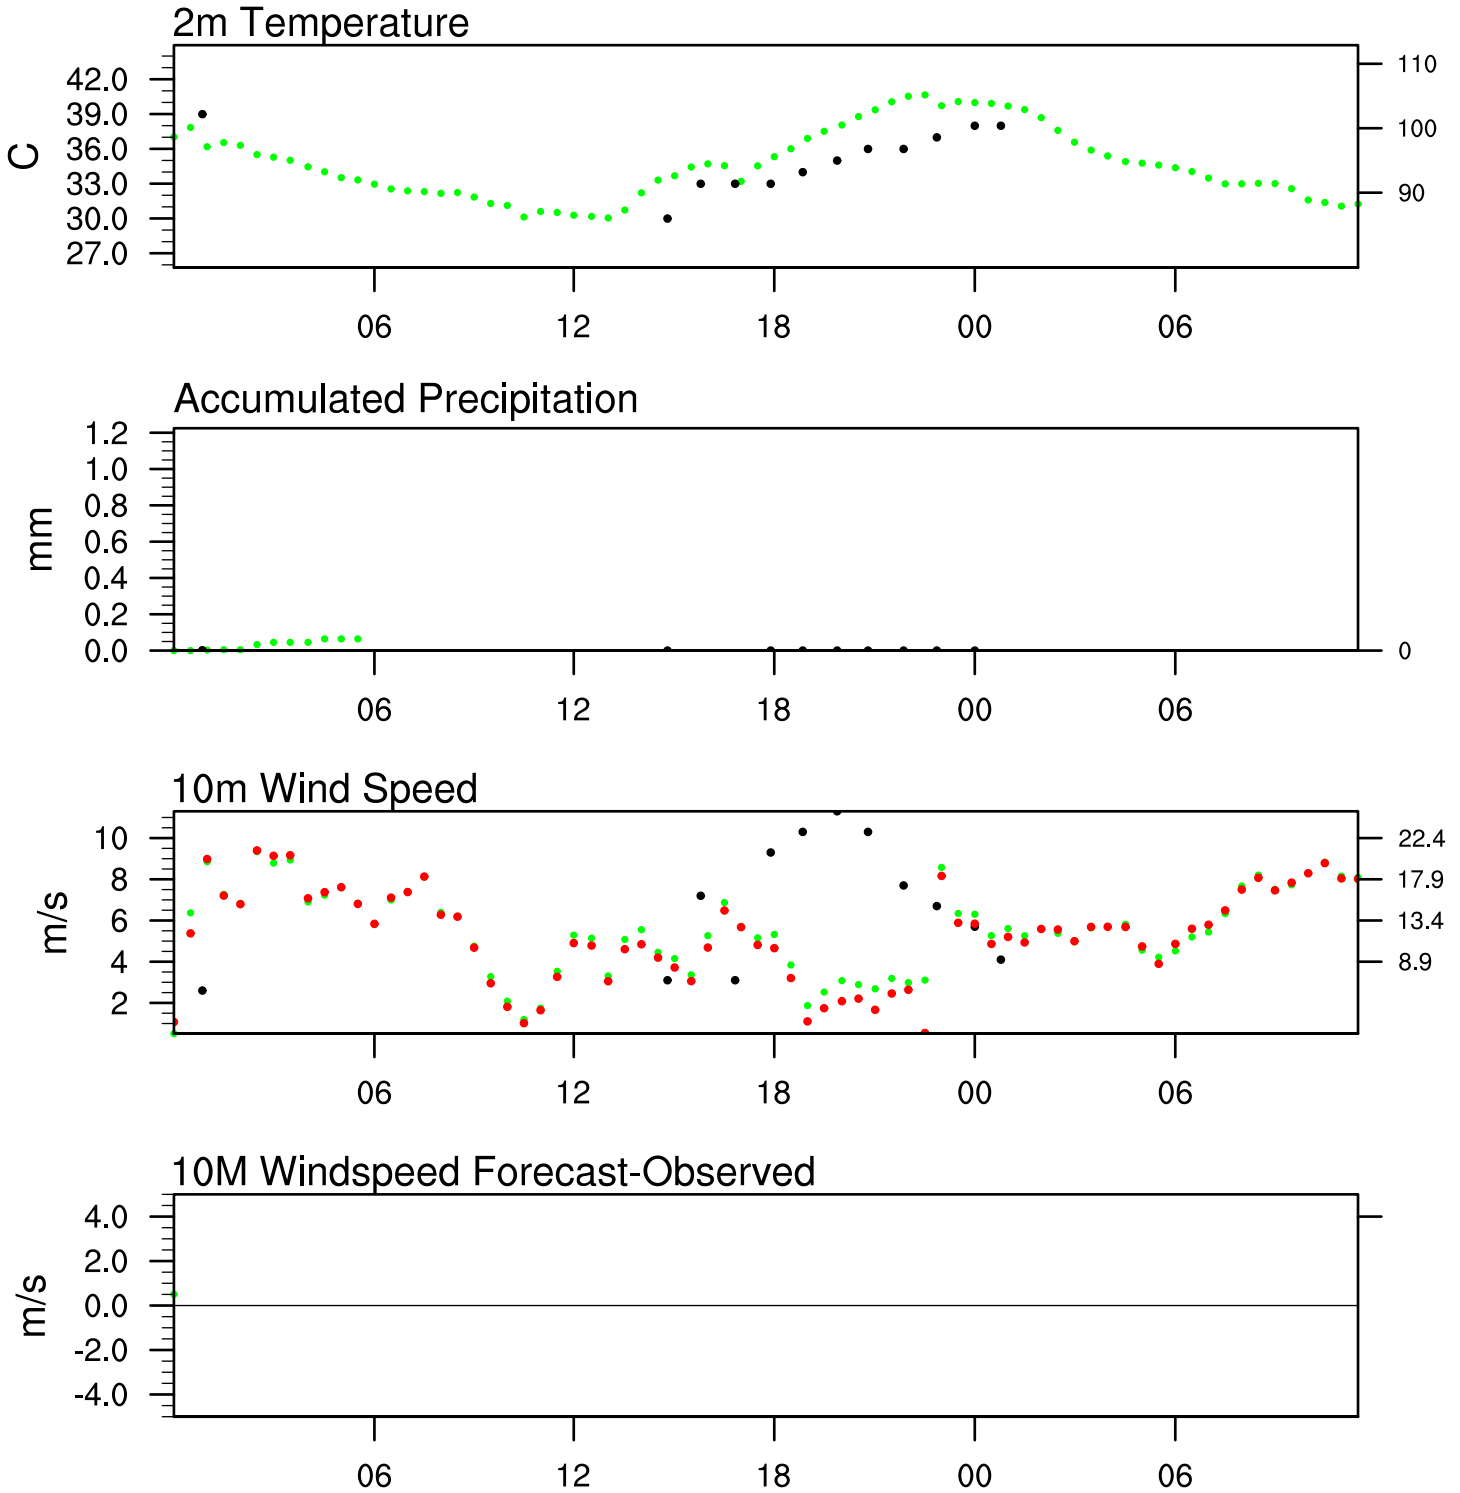 2m Temperature
C
42.0
39.0
36.0
33.0
30.0
27.0
110
100
90
06 12 18 00 06
Accumulated Precipitation
mm
1.2
1.0
0.8
0.6
0.4
0.2
0.0
0
06 12 18 00 06
10m Wind Speed
m/s
10
8
6
4
2
22.4
17.9
13.4
8.9
06 12 18 00 06
10M Windspeed Forecast-Observed
m/s
4.0
2.0
0.0
-2.0
-4.0
06 12 18 00 06